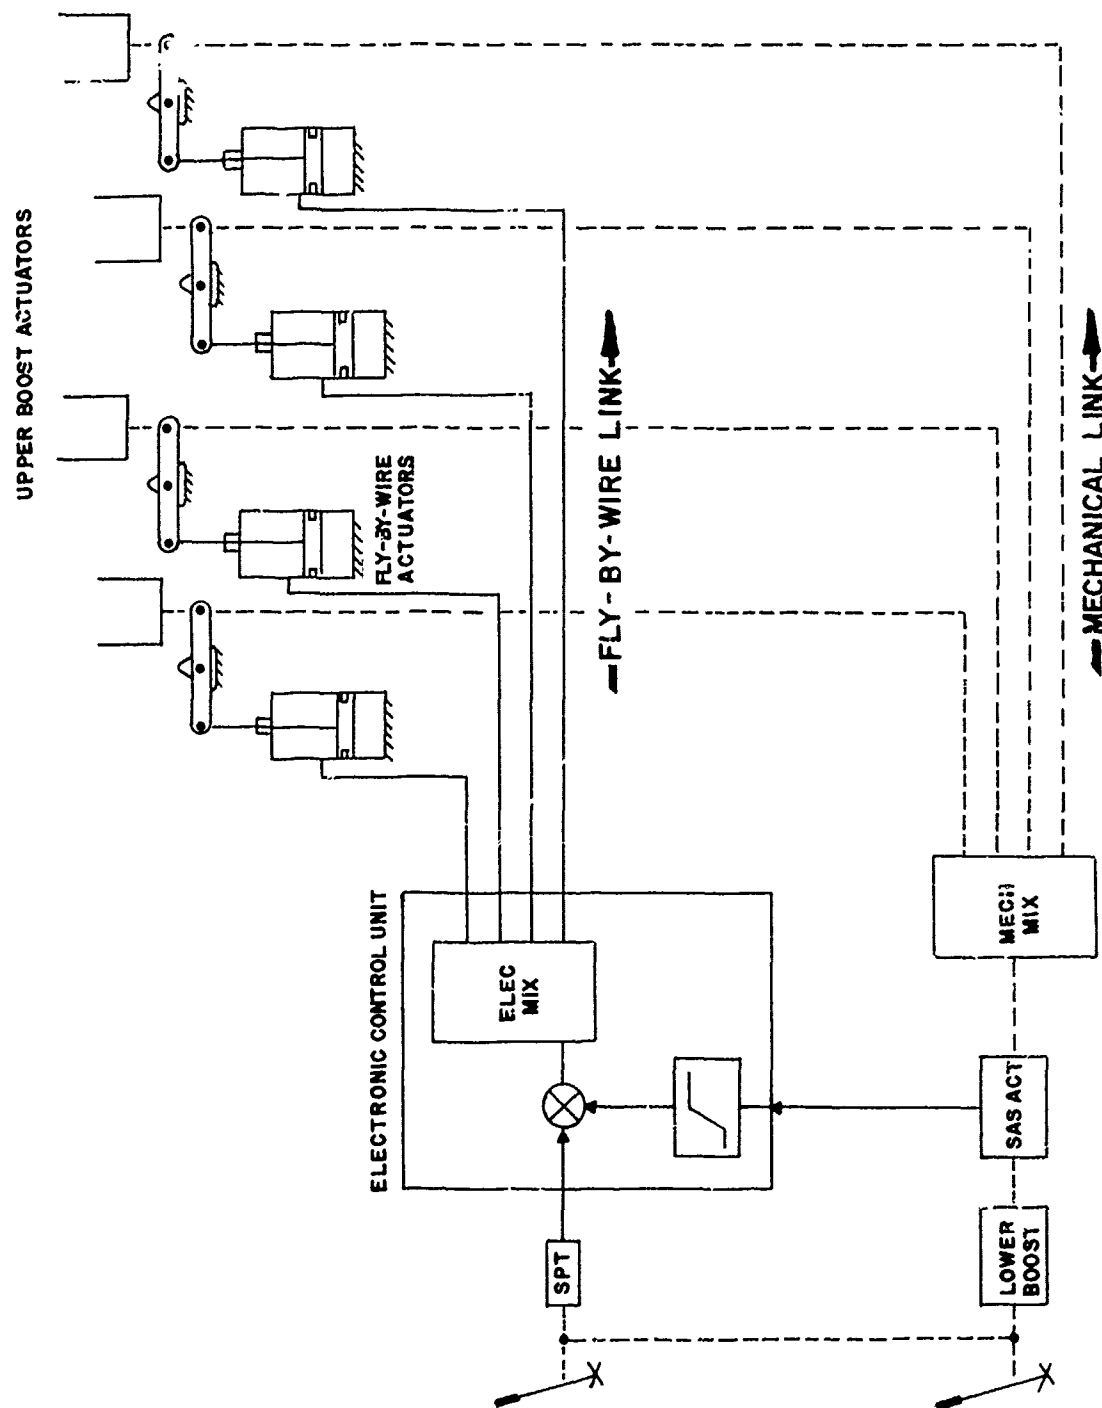 UPPER BOOST ACTUATORS
FLY-BY-WIRE
ACTUATORS
ELECTRONIC CONTROL UNIT
ELEC
MIX
SPT
FLY-BY-WIRE LINK
LOWER
BOOST
SAS ACT
MECH
MIX
MECHANICAL LINK